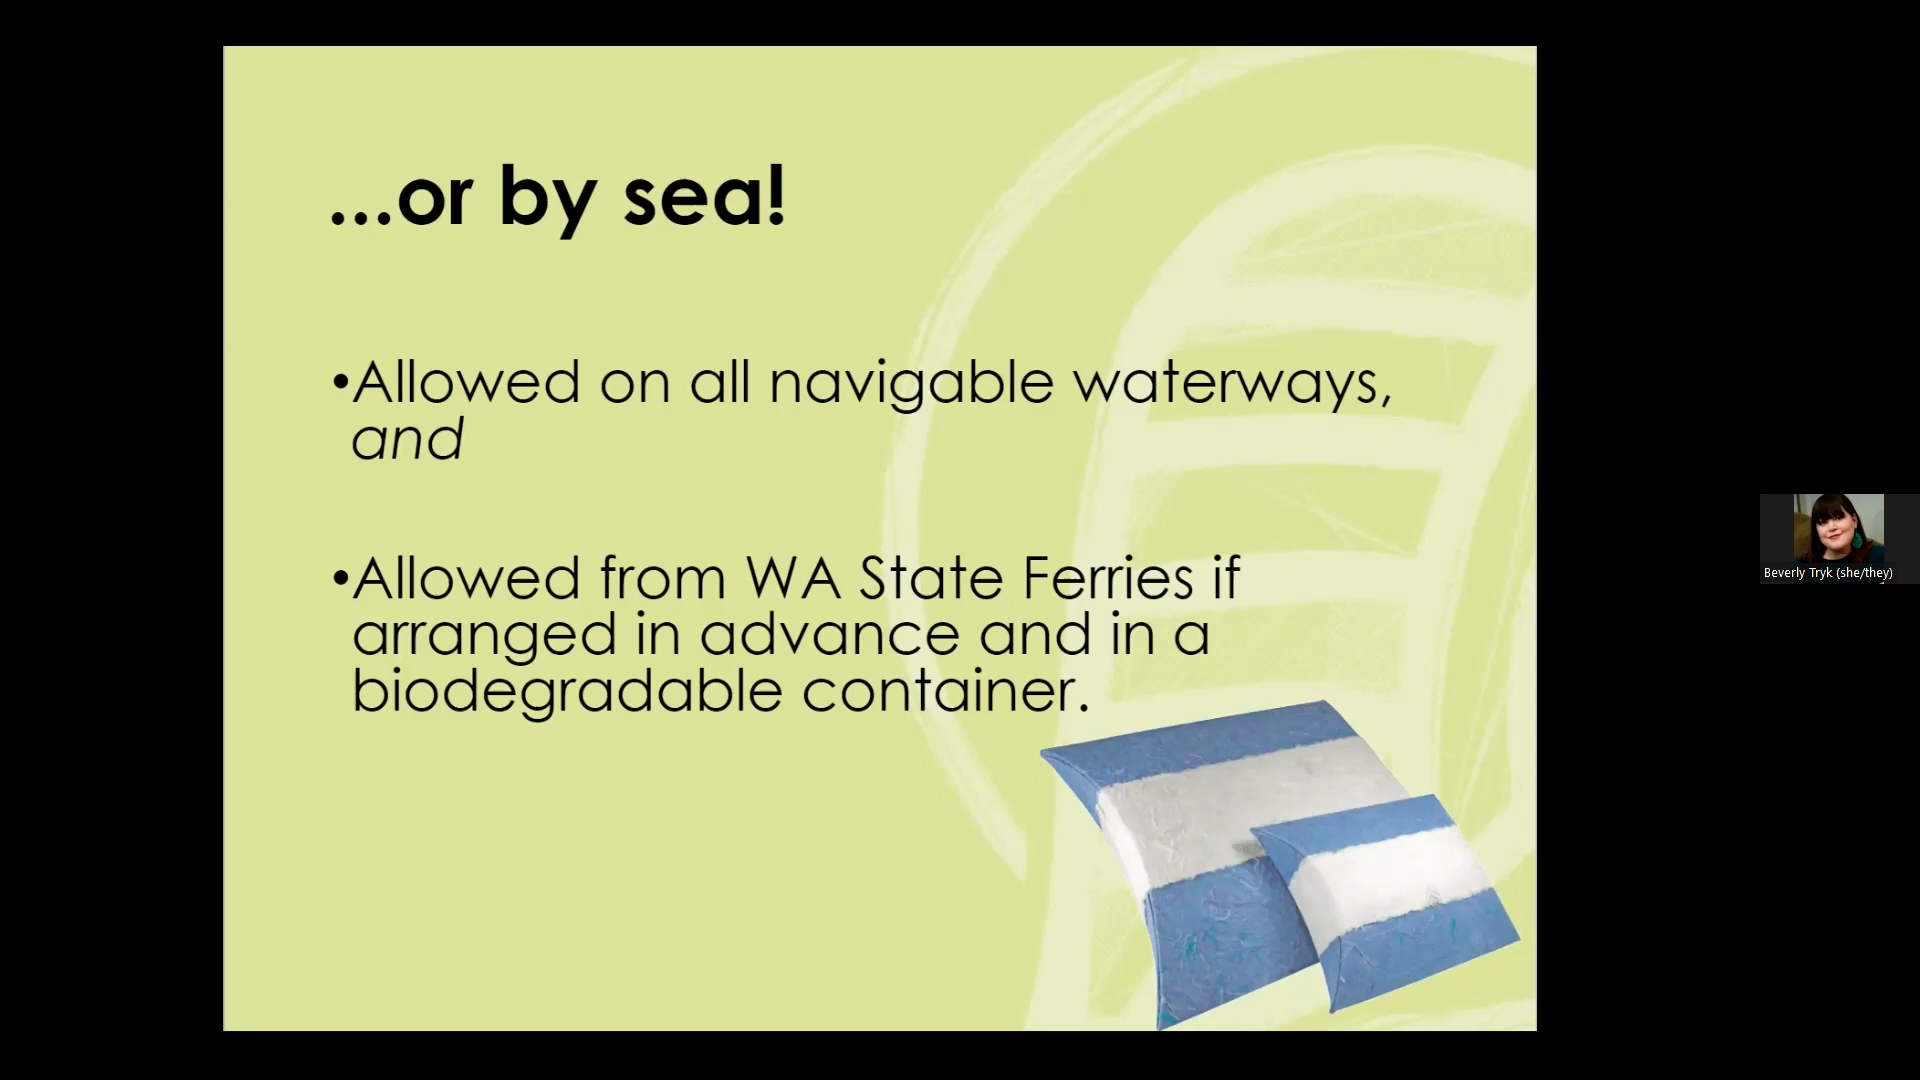 ...or by sea!
•Allowed on all navigable waterways,
and
•Allowed from WA State Ferries if
arranged in advance and in a
biodegradable container.
Beverly Tryk (she/they)